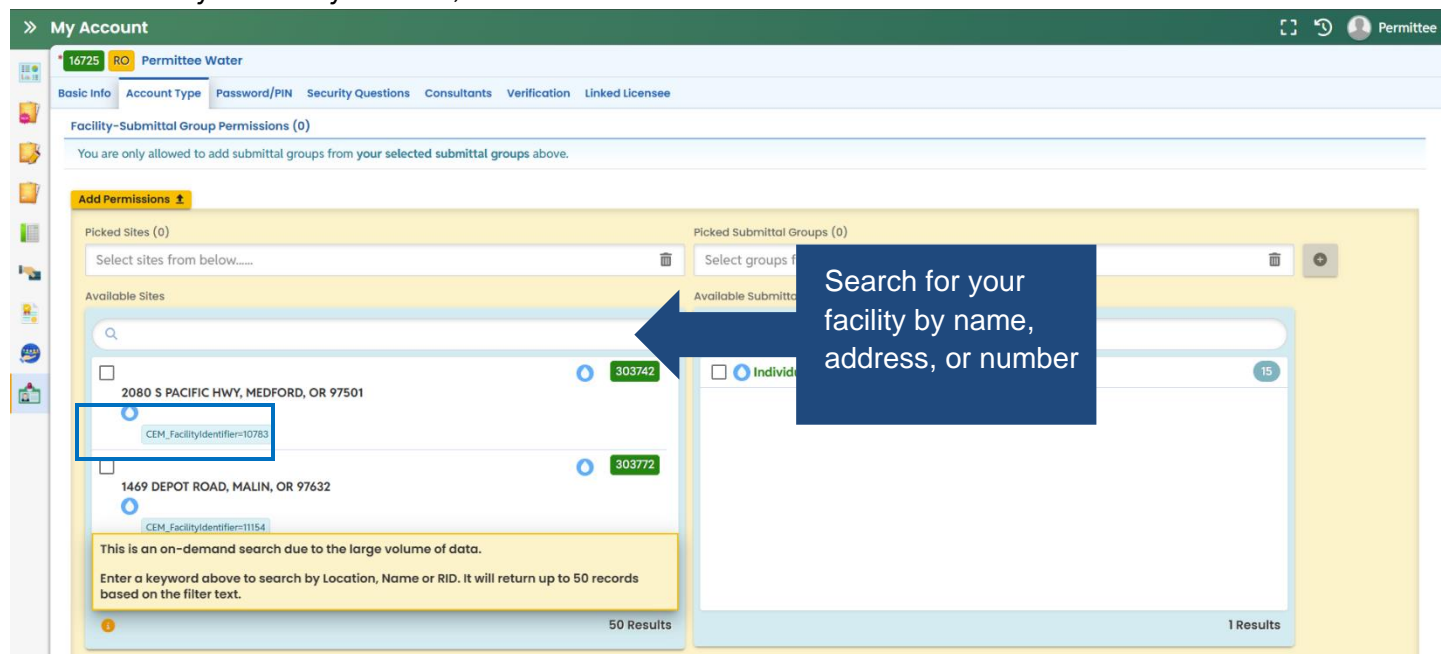 My Account
Permittee
* 16725 RO Permittee Water
Basic Info Account Type Password/PIN Security Questions Consultants Verification Linked Licensee
Facility-Submittal Group Permissions (0)
You are only allowed to add submittal groups from your selected submittal groups above.
Add Permissions
Picked Sites (0)
Select sites from below......
Picked Submittal Groups (0)
Select groups f
Available Sites
Available Submitta
Search for your
facility by name,
address, or number
303742
2080 S PACIFIC HWY, MEDFORD, OR 97501
CEM_FacilityIdentifier=10783
303772
1469 DEPOT ROAD, MALIN, OR 97632
CEM_FacilityIdentifier=11154
This is an on-demand search due to the large volume of data.
Enter a keyword above to search by Location, Name or RID. It will return up to 50 records
based on the filter text.
50 Results
Individ
15
1 Results